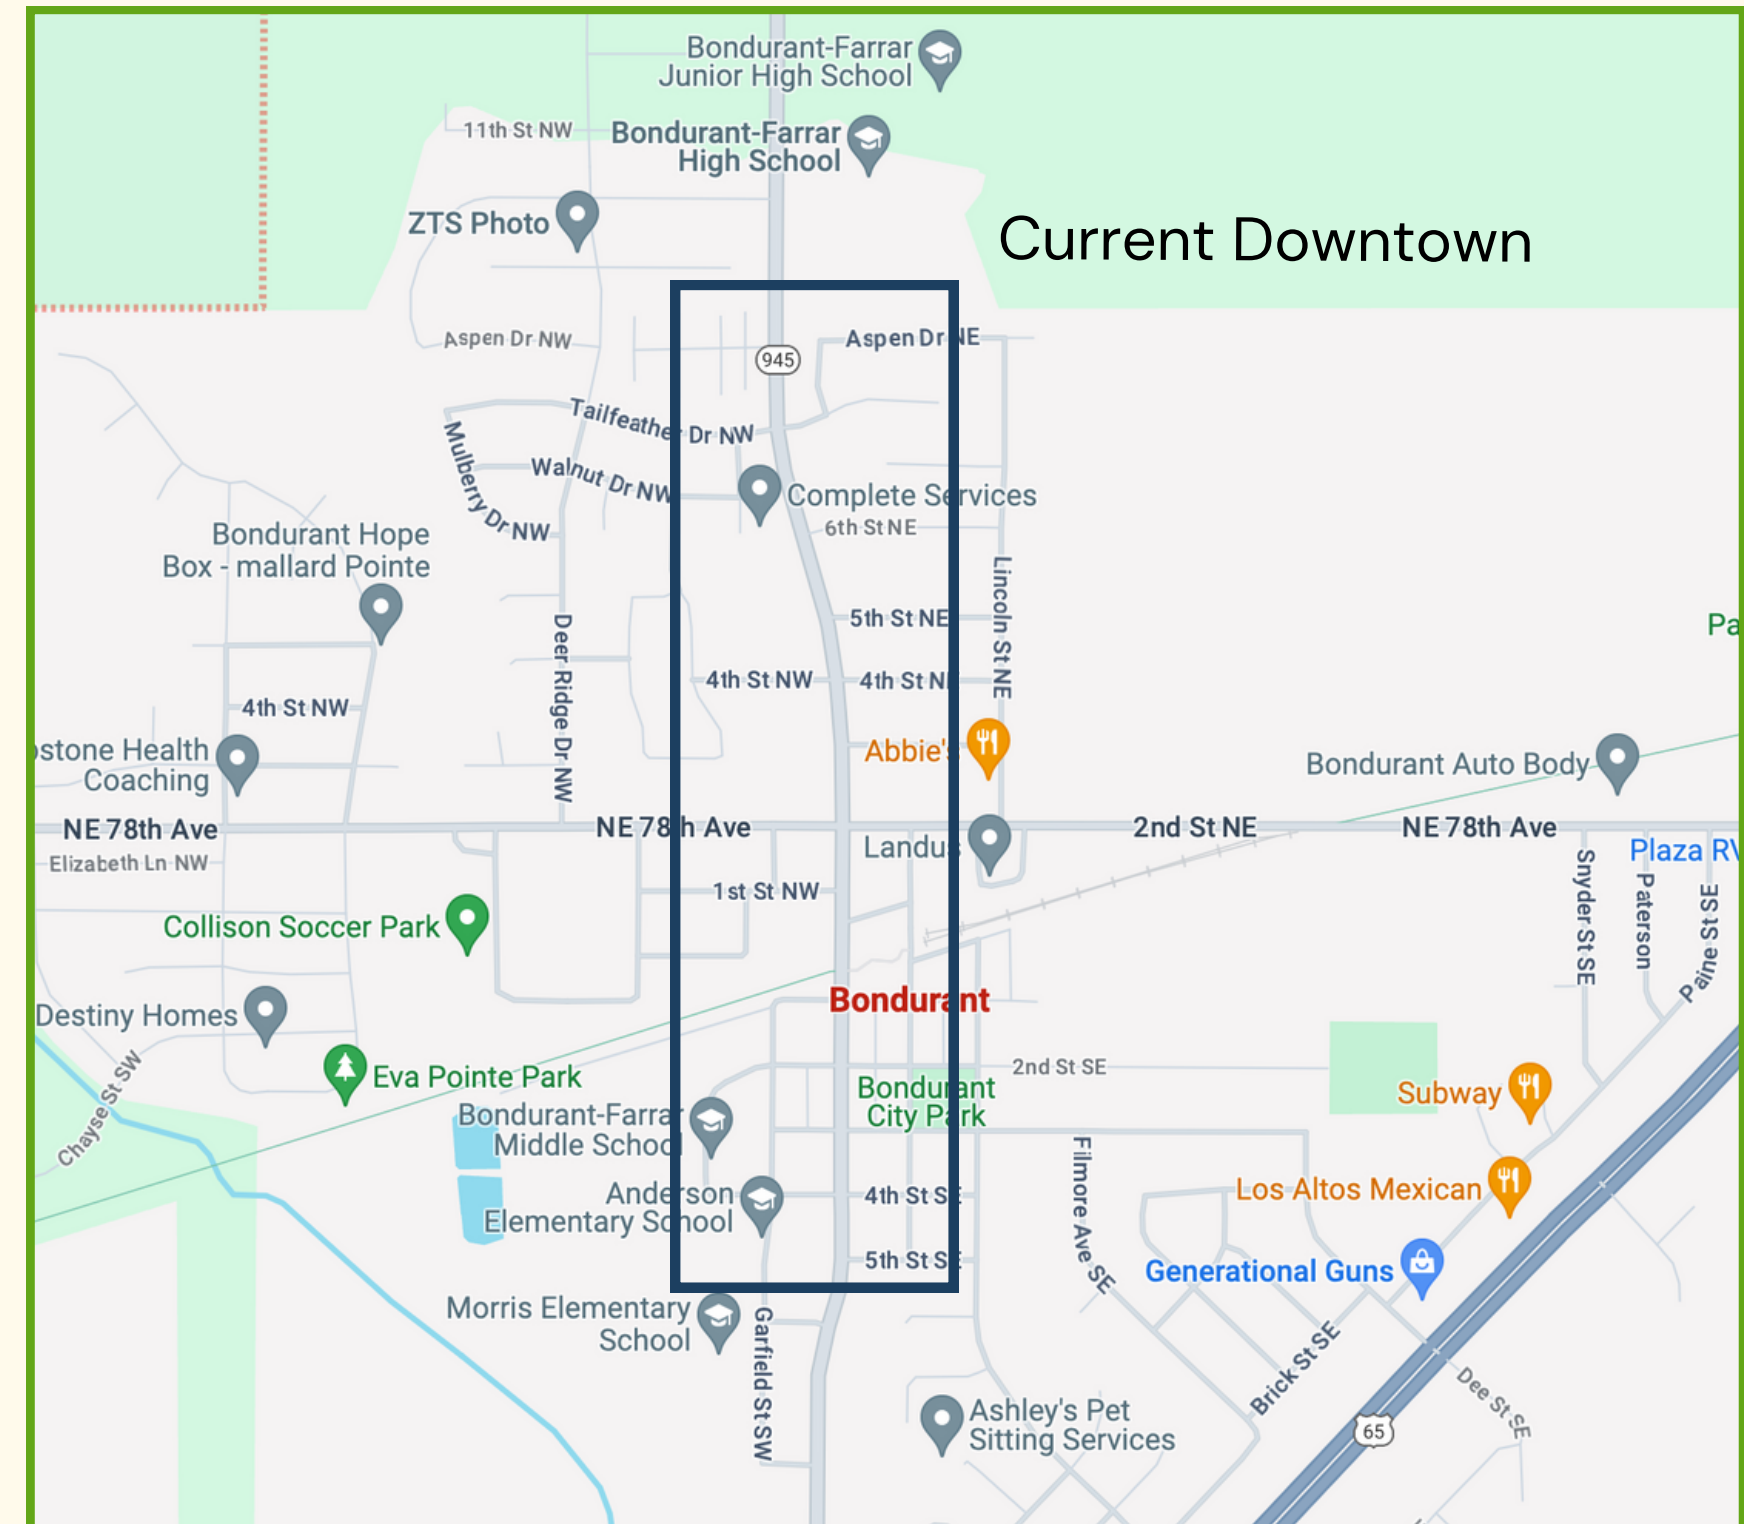 Bondurant-Farrar
Junior High School
11th St NW
Bondurant-Farrar
High School
ZTS Photo
Current Downtown
Aspen Dr NW
945
Aspen Dr NE
Tailfeather Dr NW
Mulberry Dr NW
Walnut Dr NW
Complete Services
6th St NE
Bondurant Hope
Box - mallard Pointe
Lincoln St NE
5th St NE
Deer Ridge Dr NW
Pa
4th St NW
4th St NW
4th St NE
ostone Health
Coaching
Abbie's
Bondurant Auto Body
NE 78th Ave
NE 78th Ave
2nd St NE
NE 78th Ave
Elizabeth Ln NW
Landus
Plaza RV
1st St NW
Snyder St SE
Paterson
Paine St SE
Collison Soccer Park
Destiny Homes
Bondurant
Chayse St SW
Eva Pointe Park
2nd St SE
Bondurant
City Park
Subway
Bondurant-Farrar
Middle School
Filmore Ave SE
Anderson
Elementary School
4th St SE
Los Altos Mexican
5th St SE
Generational Guns
Morris Elementary
School
Garfield St SW
Brick St SE
Dee St SE
Ashley's Pet
Sitting Services
65